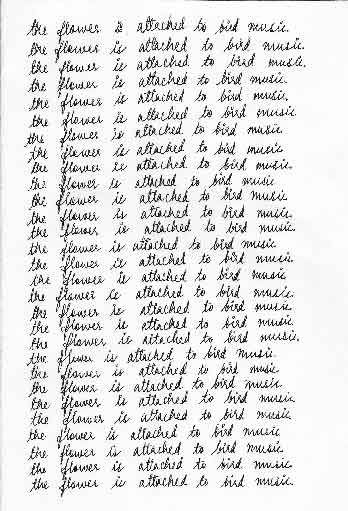 the flower is attached to bird music.
the flower is attached to bird music.
the flower is attached to bird music.
the flower is attached to bird music.
the flower is attached to bird music.
the flower is attached to bird music.
the flower is attached to bird music.
the flower is attached to bird music
the flower is attached to bird music.
the flower is attached to bird music
the flower is attached to bird music.
the flower is attached to bird music.
the flower is attached to bird music.
the flower is attached to bird music
the flower is attached to bird music.
the flower is attached to bird music
the flower is attached to bird music.
the flower is attached to bird music.
the flower is attached to bird music.
the flower is attached to bird music.
the flower is attached to bird music.
the flower is attached to bird music
the flower is attached to bird music.
the flower is attached to bird music.
the flower is attached to bird music.
the flower is attached to bird music
the flower is attached to bird music.
the flower is attached to bird music.
the flower is attached to bird music.